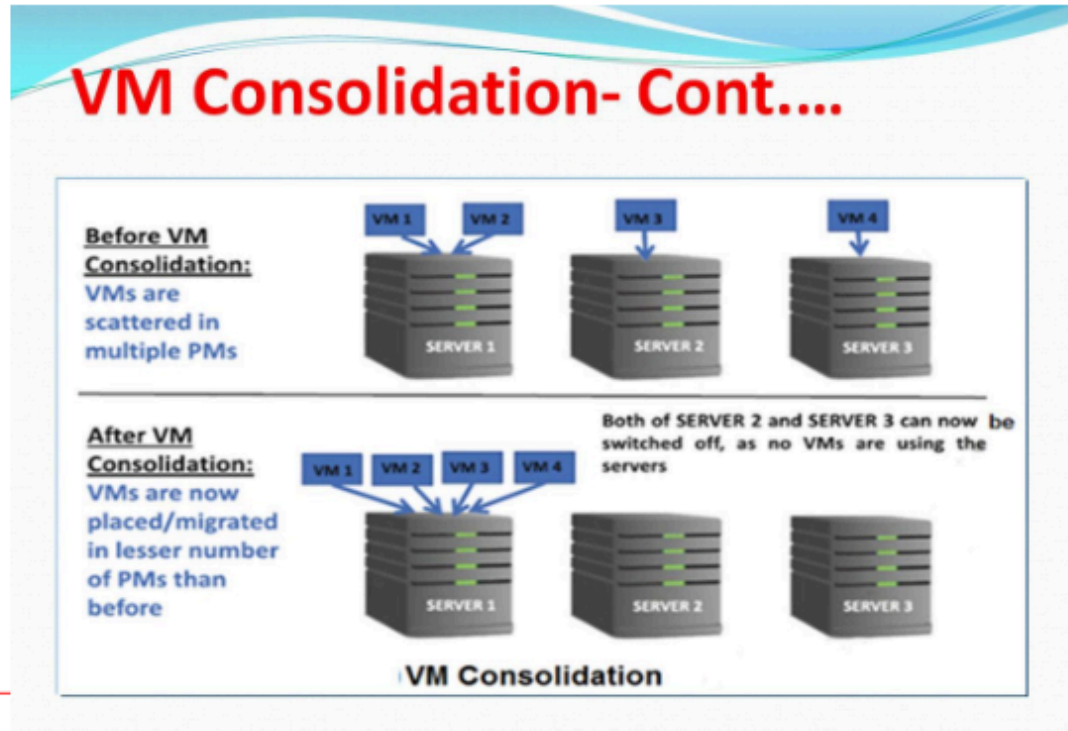 VM Consolidation- Cont....
Before VM
Consolidation:
VMs are
scattered in
multiple PMs
VM 1
VM 2
VM 3
VM 4
SERVER 1
SERVER 2
SERVER 3
After VM
Consolidation:
VMs are now
placed/migrated
in lesser number
of PMs than
before
Both of SERVER 2 and SERVER 3 can now be
switched off, as no VMs are using the
servers
VM 1
VM 2
VM 3
VM 4
SERVER 1
SERVER 2
SERVER 3
VM Consolidation